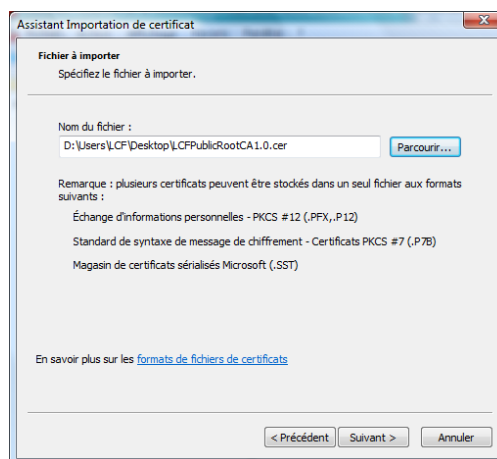 Assistant Importation de certificat
Fichier à importer
Spécifiez le fichier à importer.
Nom du fichier :
D:\Users\LCF\Desktop\LCFPublicRootCA1.0.cer
Parcourir...
Remarque : plusieurs certificats peuvent être stockés dans un seul fichier aux formats
suivants :
Échange d'informations personnelles - PKCS #12 (.PFX,.P12)
Standard de syntaxe de message de chiffrement - Certificats PKCS #7 (.P7B)
Magasin de certificats sérialisés Microsoft (.SST)
En savoir plus sur les formats de fichiers de certificats
< Précédent Suivant > Annuler